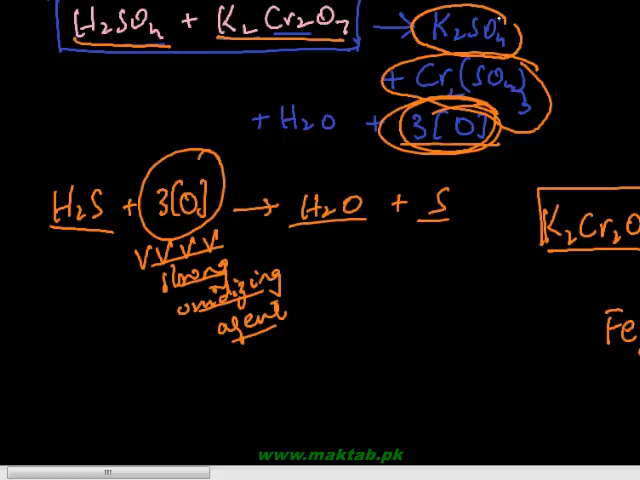 H₂SO₄ + K₂Cr₂O₇ → K₂SO₄
+ Cr₂(SO₄)₃
+ H₂O + 3[O]
H₂S + 3[O] → H₂O + S
strong
oxidizing
agent
K₂Cr₂O
Fe
www.maktab.pk